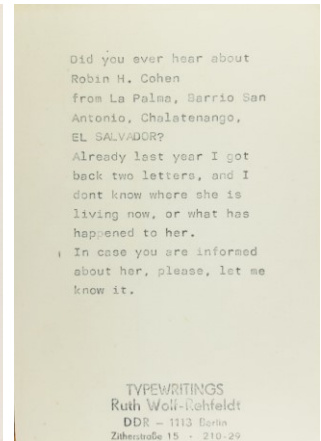 Did you ever hear about
Robin H. Cohen
from La Palma, Barrio San
Antonio, Chalatenango,
EL SALVADOR?
Already last year I got
back two letters, and I
dont know where she is
living now, or what has
happened to her.
In case you are informed
about her, please, let me
know it.
TYPEWRITINGS
Ruth Wolf-Rehfeldt
DDR - 1113 Berlin
Zitherstraße 15 - 210-29